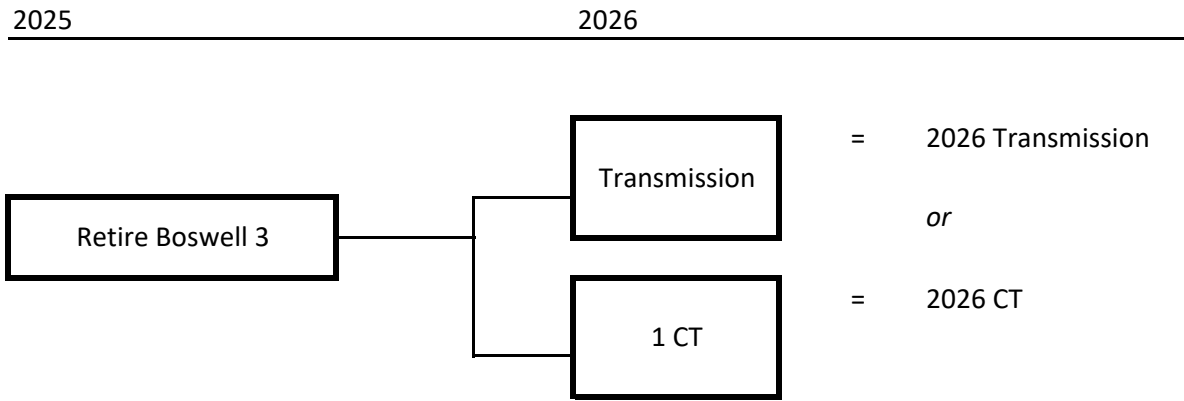 2025 2026
Transmission = 2026 Transmission
Retire Boswell 3 or
1 CT = 2026 CT